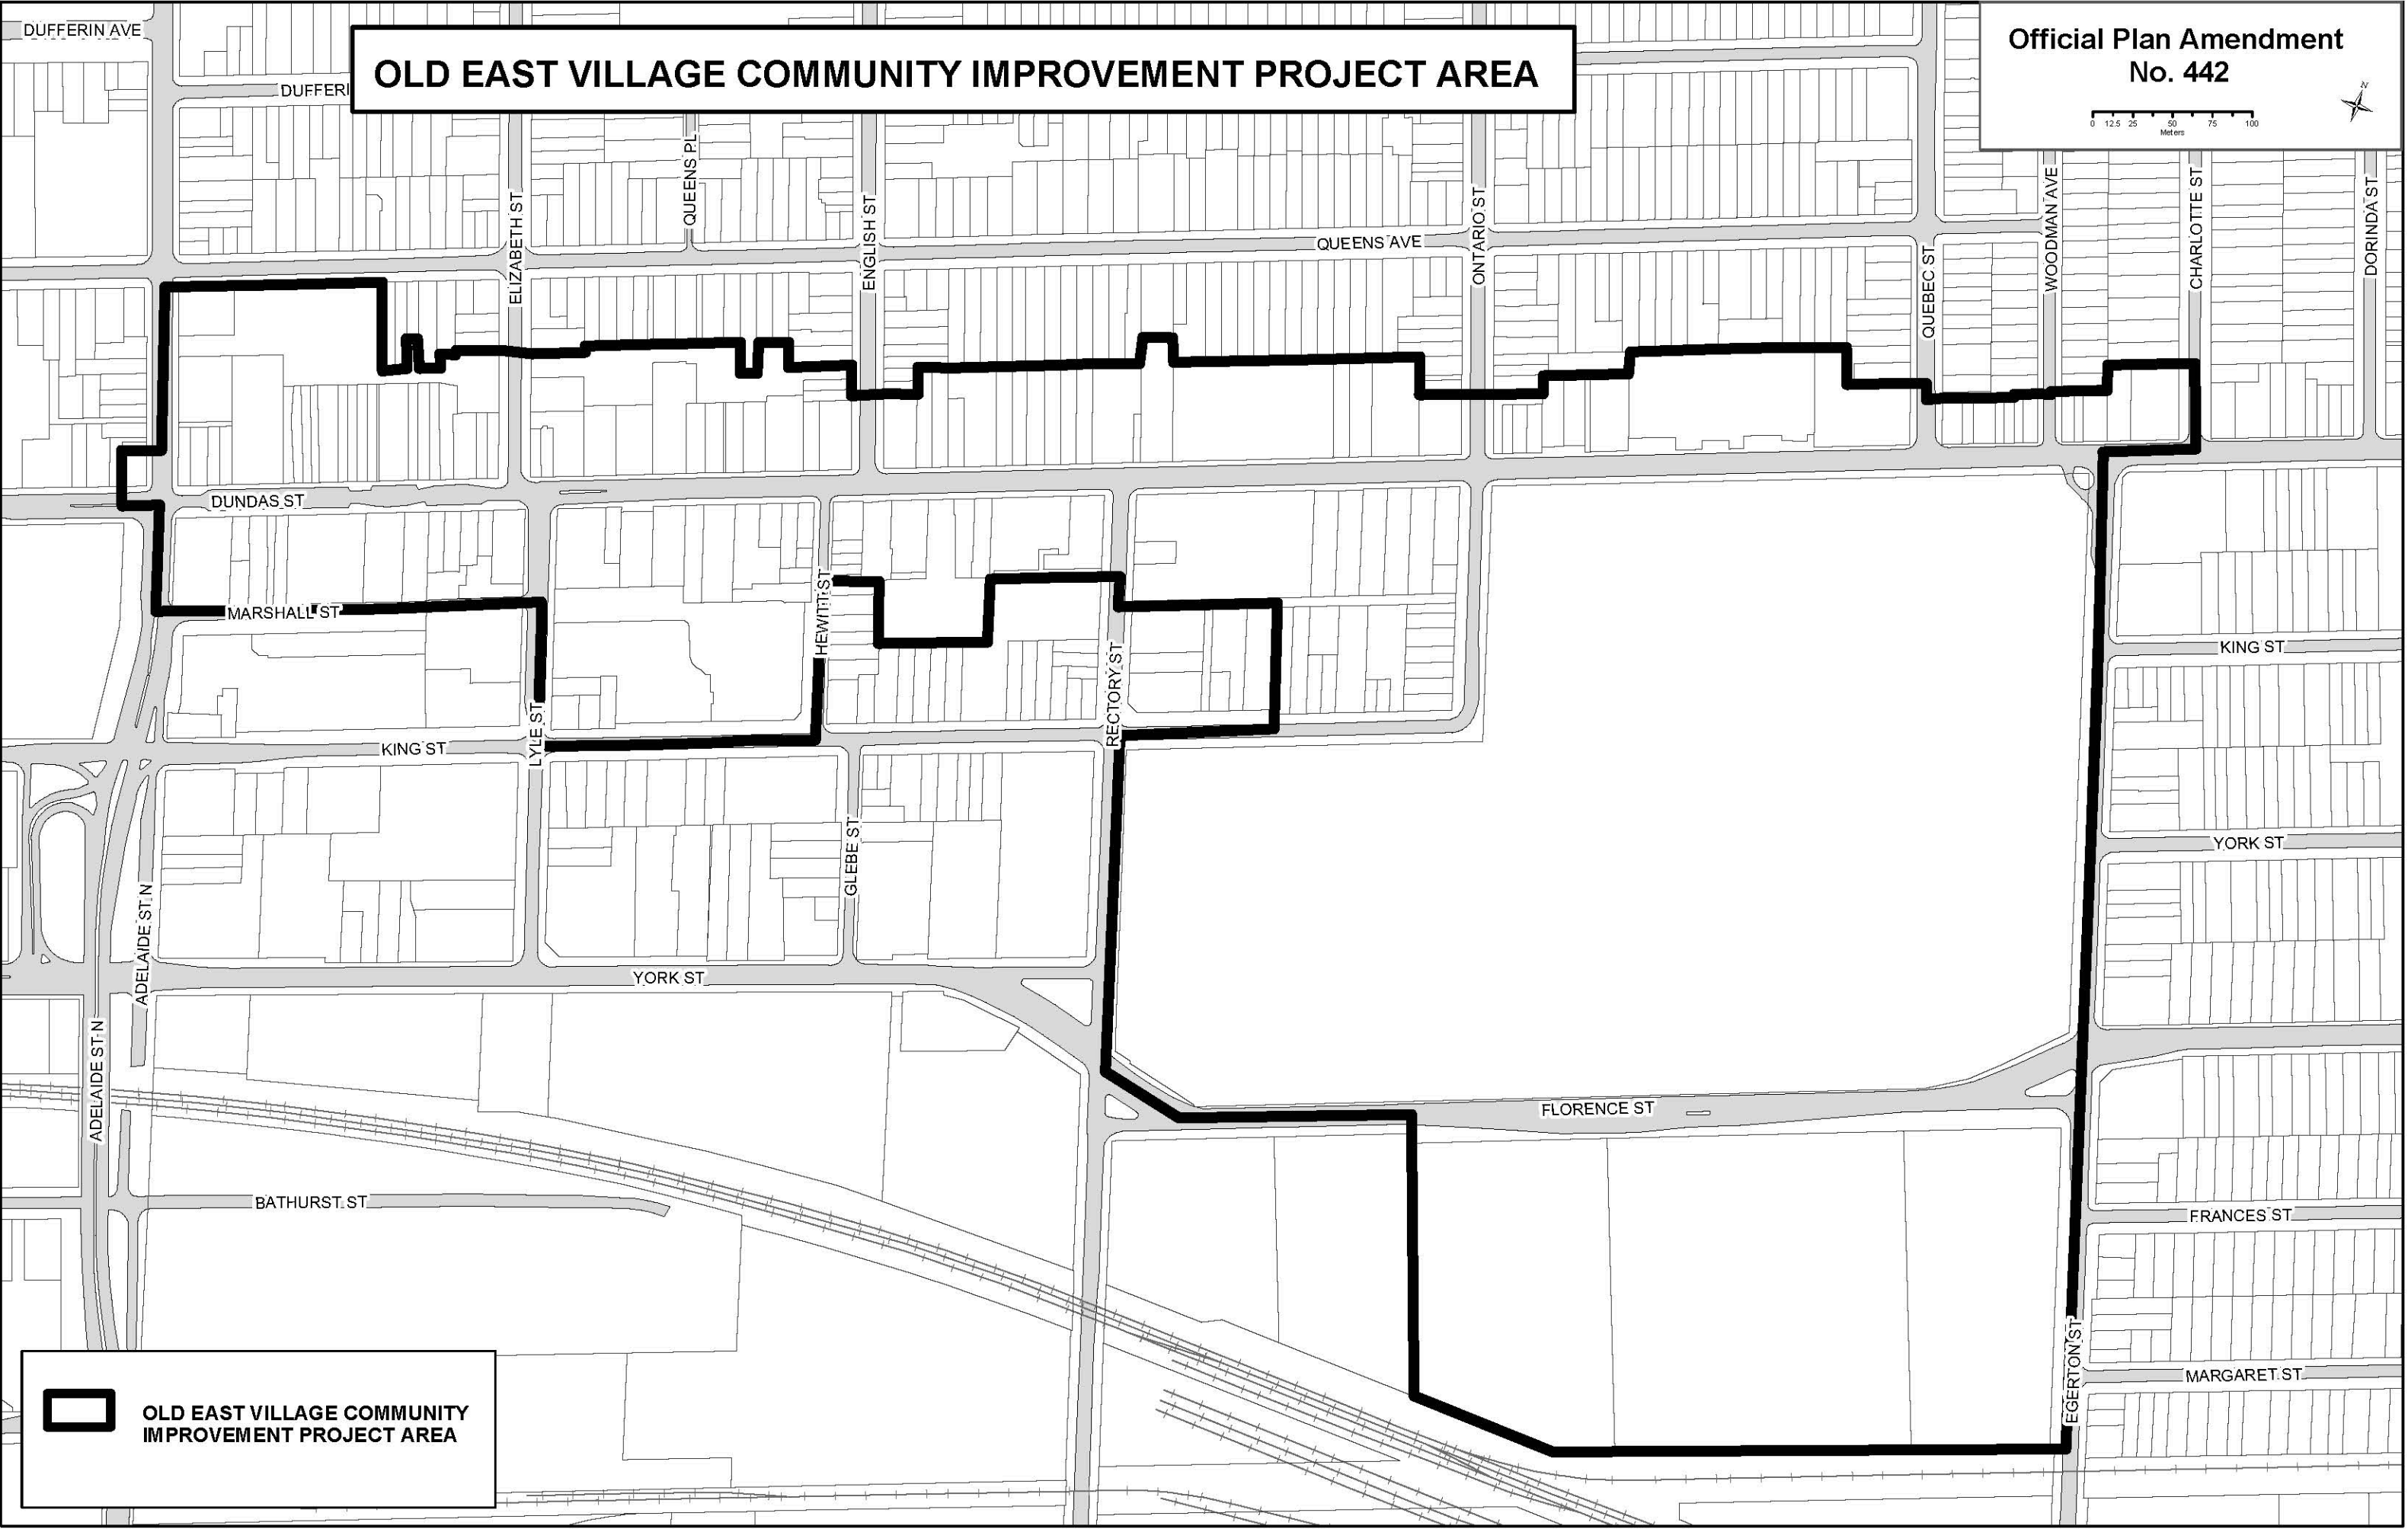 DUFFERIN AVE
OLD EAST VILLAGE COMMUNITY IMPROVEMENT PROJECT AREA
Official Plan Amendment
No. 442
N
0 12.5 25 50 75 100
Meters
DUFFERI
QUEENS PL
ELIZABETH ST
ENGLISH ST
QUEENS AVE
ONTARIO ST
QUEBEC ST
WOODMAN AVE
CHARLOTTE ST
DORINDA ST
DUNDAS ST
MARSHALL ST
HEWITT ST
RECTORY ST
KING ST
LYLE ST
KING ST
GLEBE ST
YORK ST
ADELAIDE ST N
YORK ST
ADELAIDE ST N
FLORENCE ST
BATHURST ST
FRANCES ST
EGERTON ST
MARGARET ST
OLD EAST VILLAGE COMMUNITY
IMPROVEMENT PROJECT AREA